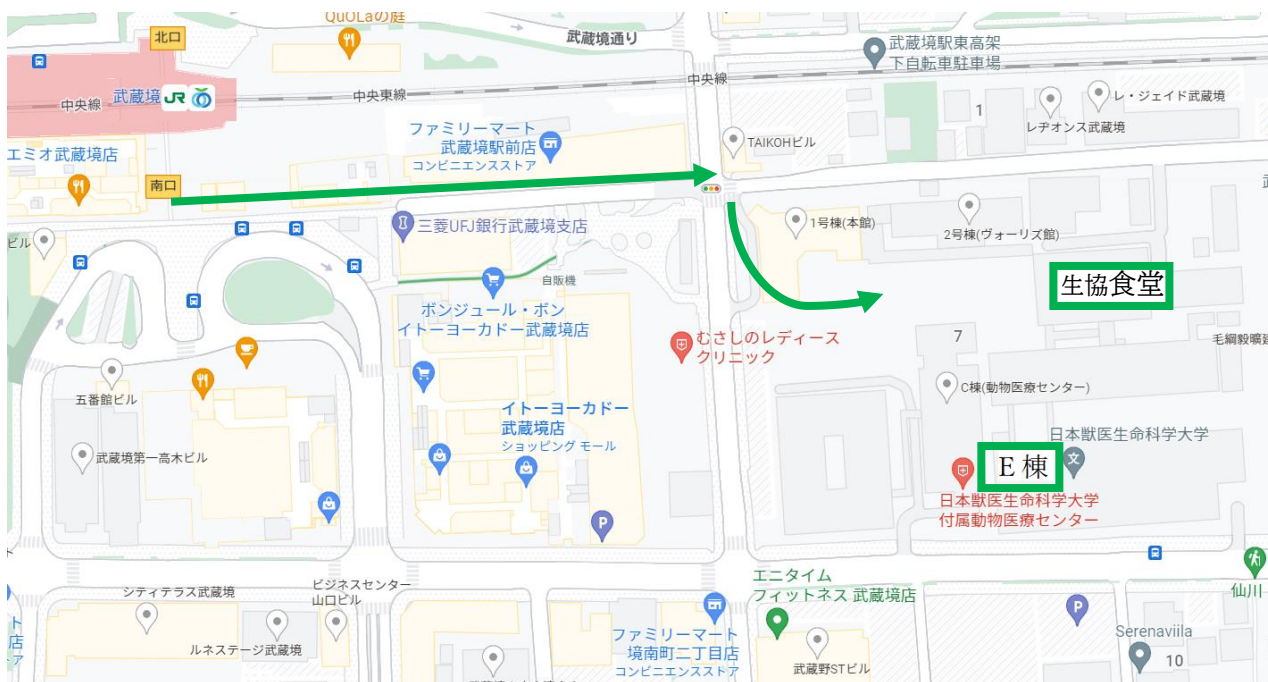 QuOLaの庭
北口
武蔵境通り
武蔵境駅東高架
下自転車駐車場
中央線
武蔵境 JR
中央東線
中央線
レ・ジェイド武蔵境
1
レヂオンス武蔵境
エミオ武蔵境店
ファミリーマート
武蔵境駅前店
コンビニエンスストア
TAIKOHビル
南口
三菱UFJ銀行武蔵境支店
1号棟(本館)
2号棟(ヴォーリズ館)
ビル
自販機
生協食堂
ボンジュール・ボン
イトーヨーカドー武蔵境店
むさしのレディース
クリニック
7
毛綱毅曠
五番館ビル
C棟(動物医療センター)
イトーヨーカドー
武蔵境店
ショッピング モール
武蔵境第一高木ビル
日本獣医生命科学大学
文
E棟
日本獣医生命科学大学
付属動物医療センター
P
エニタイム
フィットネス 武蔵境店
シティテラス武蔵境
ビジネスセンター
山口ビル
仙川
P
ト
店
ア
ルネステージ武蔵境
ファミリーマート
境南町二丁目店
コンビニエンスストア
Serenaviila
武蔵野STビル
10